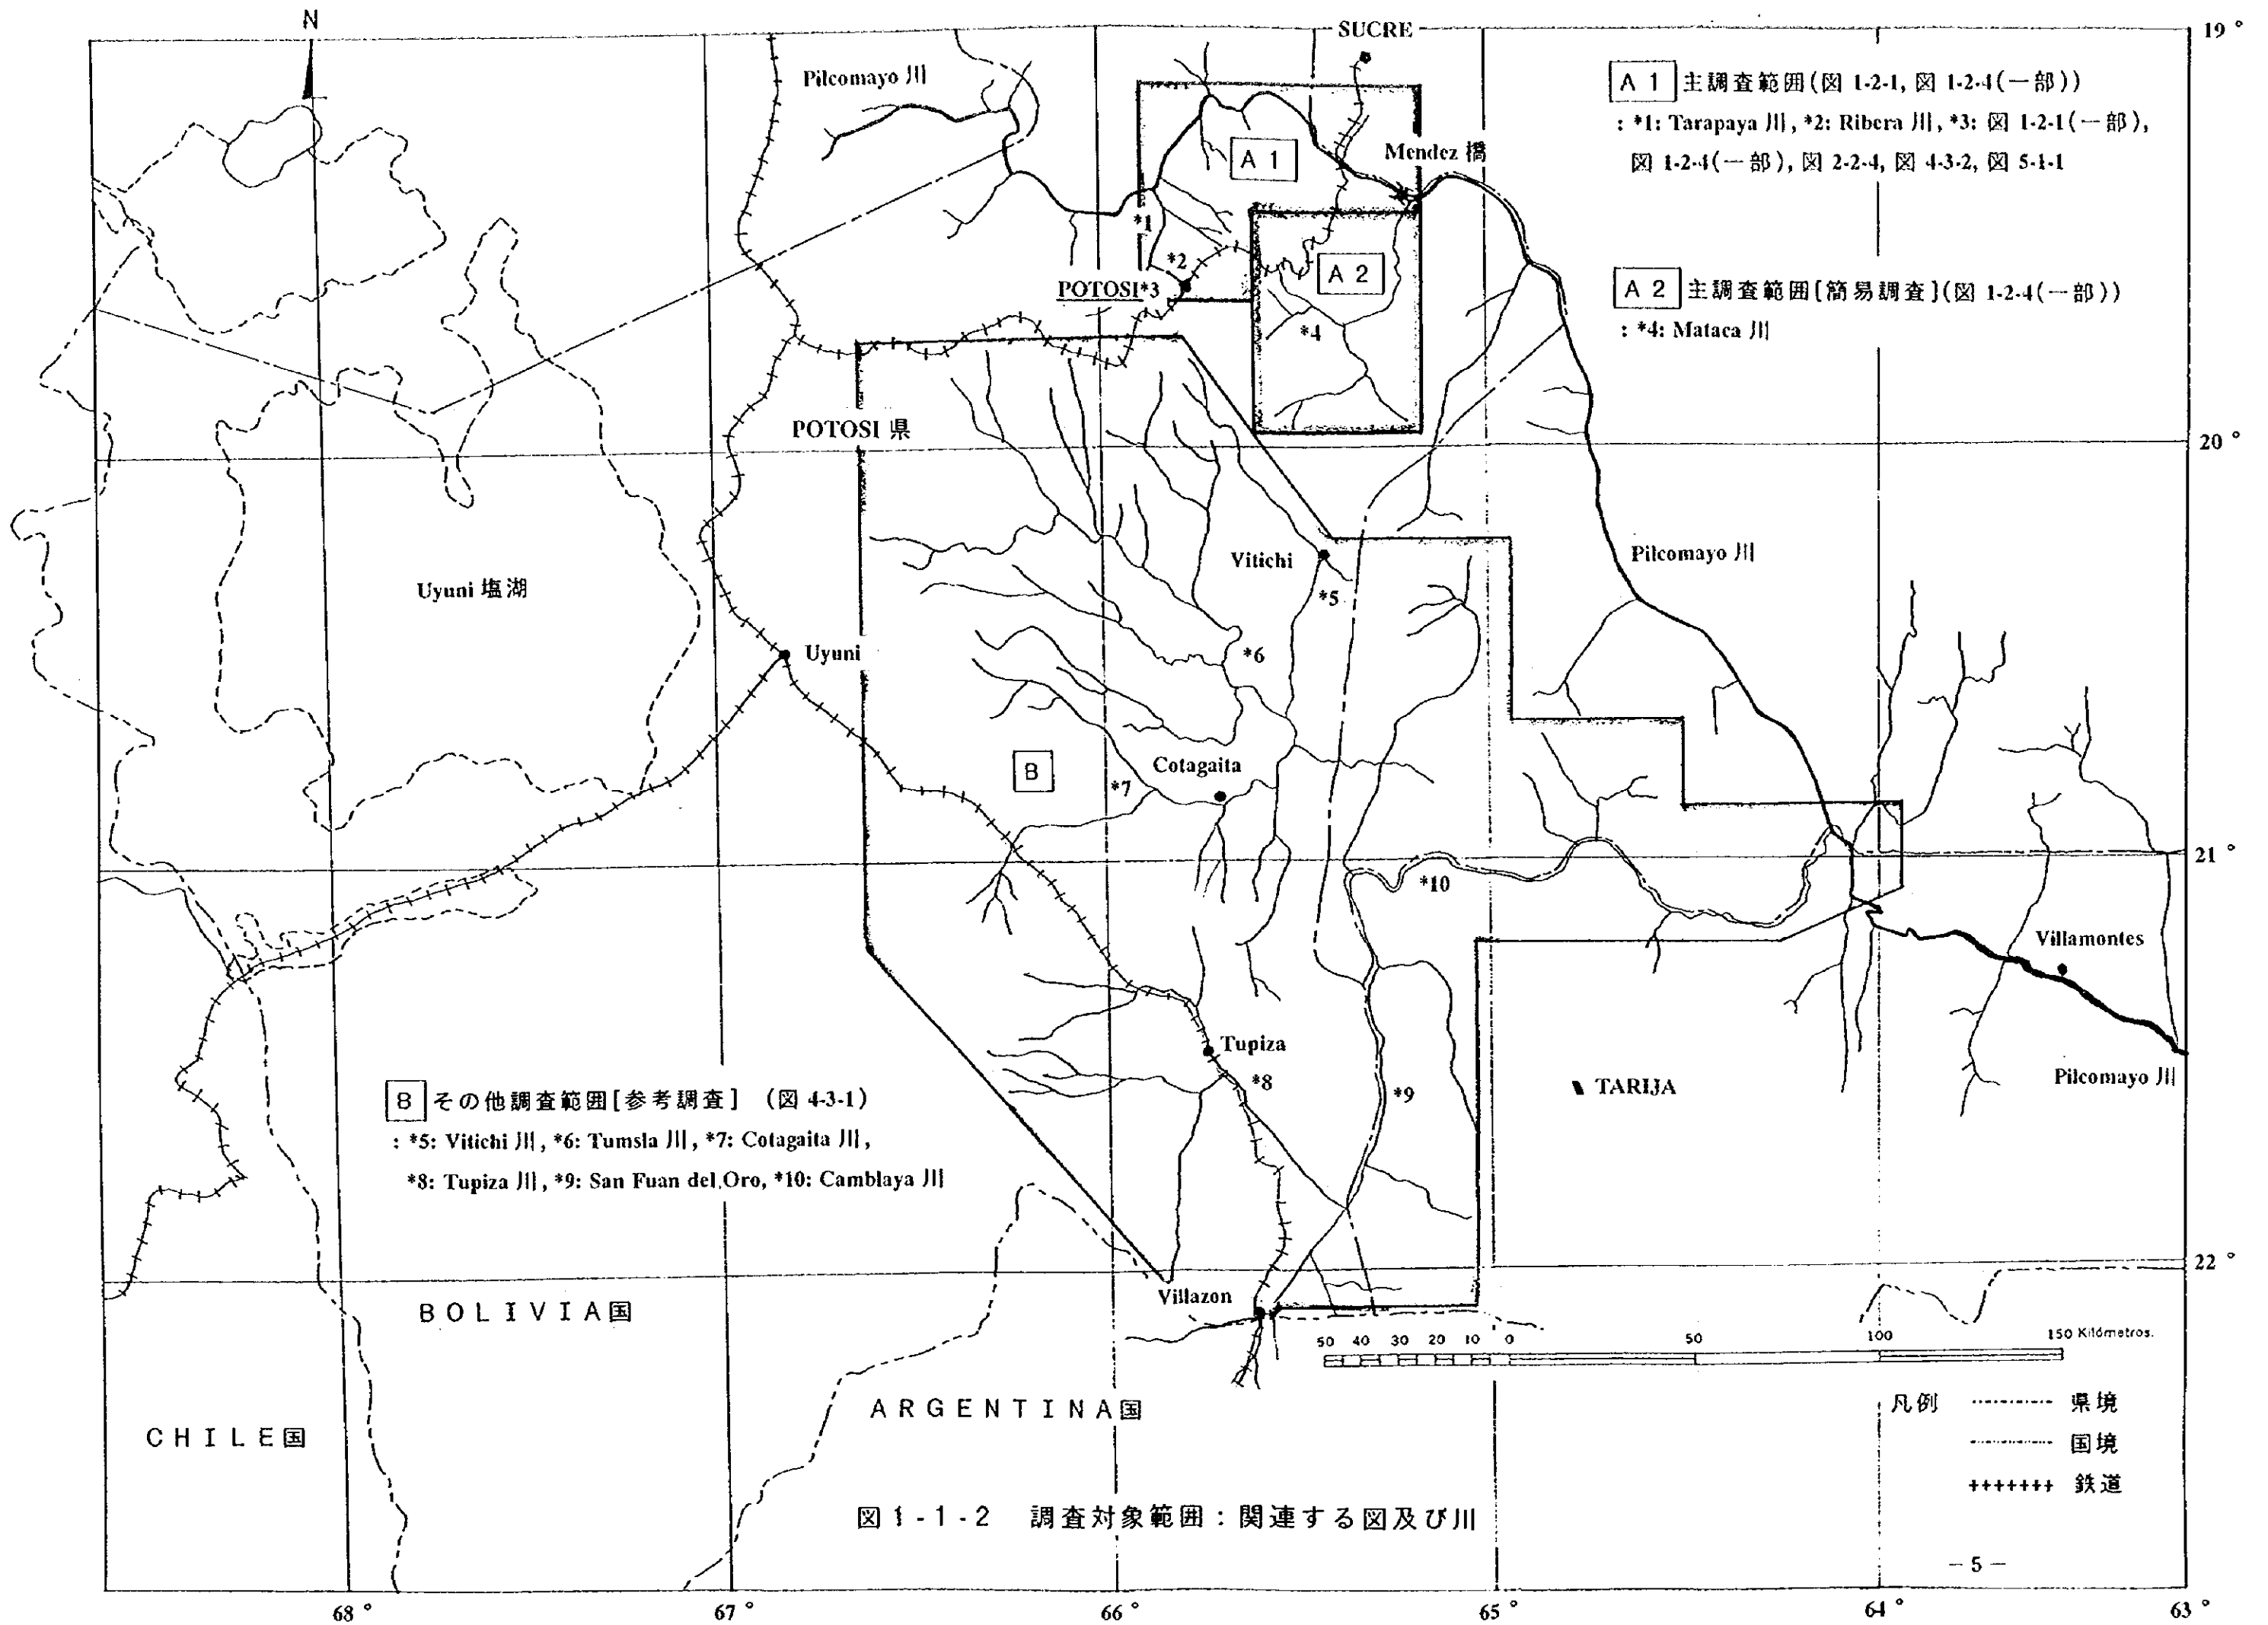 N
SUCRE
19°
Pilcomayo 川
A 1 主調査範囲(図 1-2-1, 図 1-2-4(一部))
: *1: Tarapaya 川, *2: Ribera 川, *3: 図 1-2-1(一部),
図 1-2-4(一部), 図 2-2-4, 図 4-3-2, 図 5-1-1
A 1
Mendez 橋
*1
*2
POTOSI*3
A 2
*4
A 2 主調査範囲[簡易調査](図 1-2-4(一部))
: *4: Mataca 川
POTOSI 県
20°
Uyuni 塩湖
Vitichi
*5
Pilcomayo 川
Uyuni
*6
B
Cotagaita
*7
21°
*10
Villamontes
Tupiza
*8
*9
TARIJA
Pilcomayo 川
B その他調査範囲[参考調査] (図 4-3-1)
: *5: Vitichi 川, *6: Tumsla 川, *7: Cotagaita 川,
*8: Tupiza 川, *9: San Fuan del Oro, *10: Camblaya 川
22°
Villazon
BOLIVIA国
50 40 30 20 10 0 50 100 150 Kilómetros.
ARGENTINA国
CHILE国
凡例 県境
国境
鉄道
図1-1-2 調査対象範囲：関連する図及び川
-5-
68° 67° 66° 65° 64° 63°